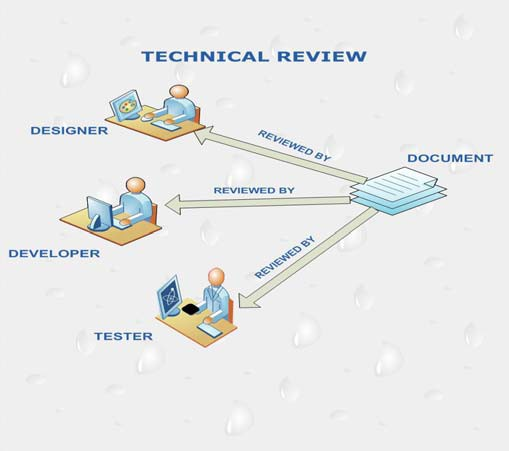 TECHNICAL REVIEW
DESIGNER
REVIEWED BY
DOCUMENT
REVIEWED BY
DEVELOPER
REVIEWED BY
TESTER